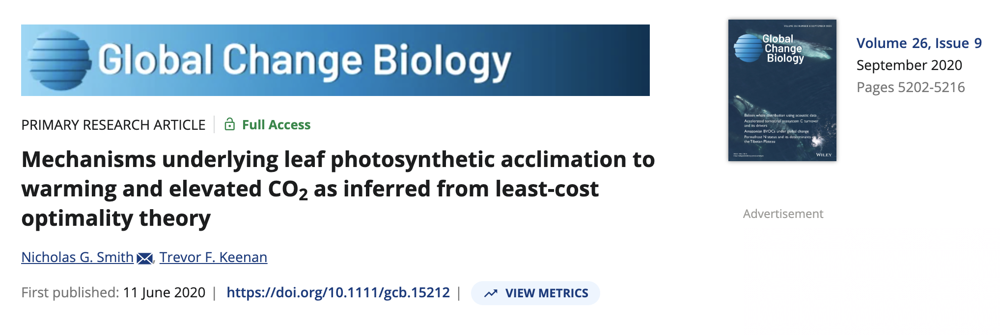 Global Change Biology
PRIMARY RESEARCH ARTICLE
Full Access
Mechanisms underlying leaf photosynthetic acclimation to
warming and elevated CO₂ as inferred from least-cost
optimality theory
Nicholas G. Smith, Trevor F. Keenan
First published: 11 June 2020 | https://doi.org/10.1111/gcb.15212 | VIEW METRICS
VOLUME 26 | NUMBER 9 | SEPTEMBER 2020
Global
Change
Biology
Baleen whale distribution using acoustic data
Accelerated terrestrial ecosystem C turnover
and its drivers
Amazonian BVOCs under global change
Permafrost N status and its determinants on
the Tibetan Plateau
WILEY
Volume 26, Issue 9
September 2020
Pages 5202-5216
Advertisement